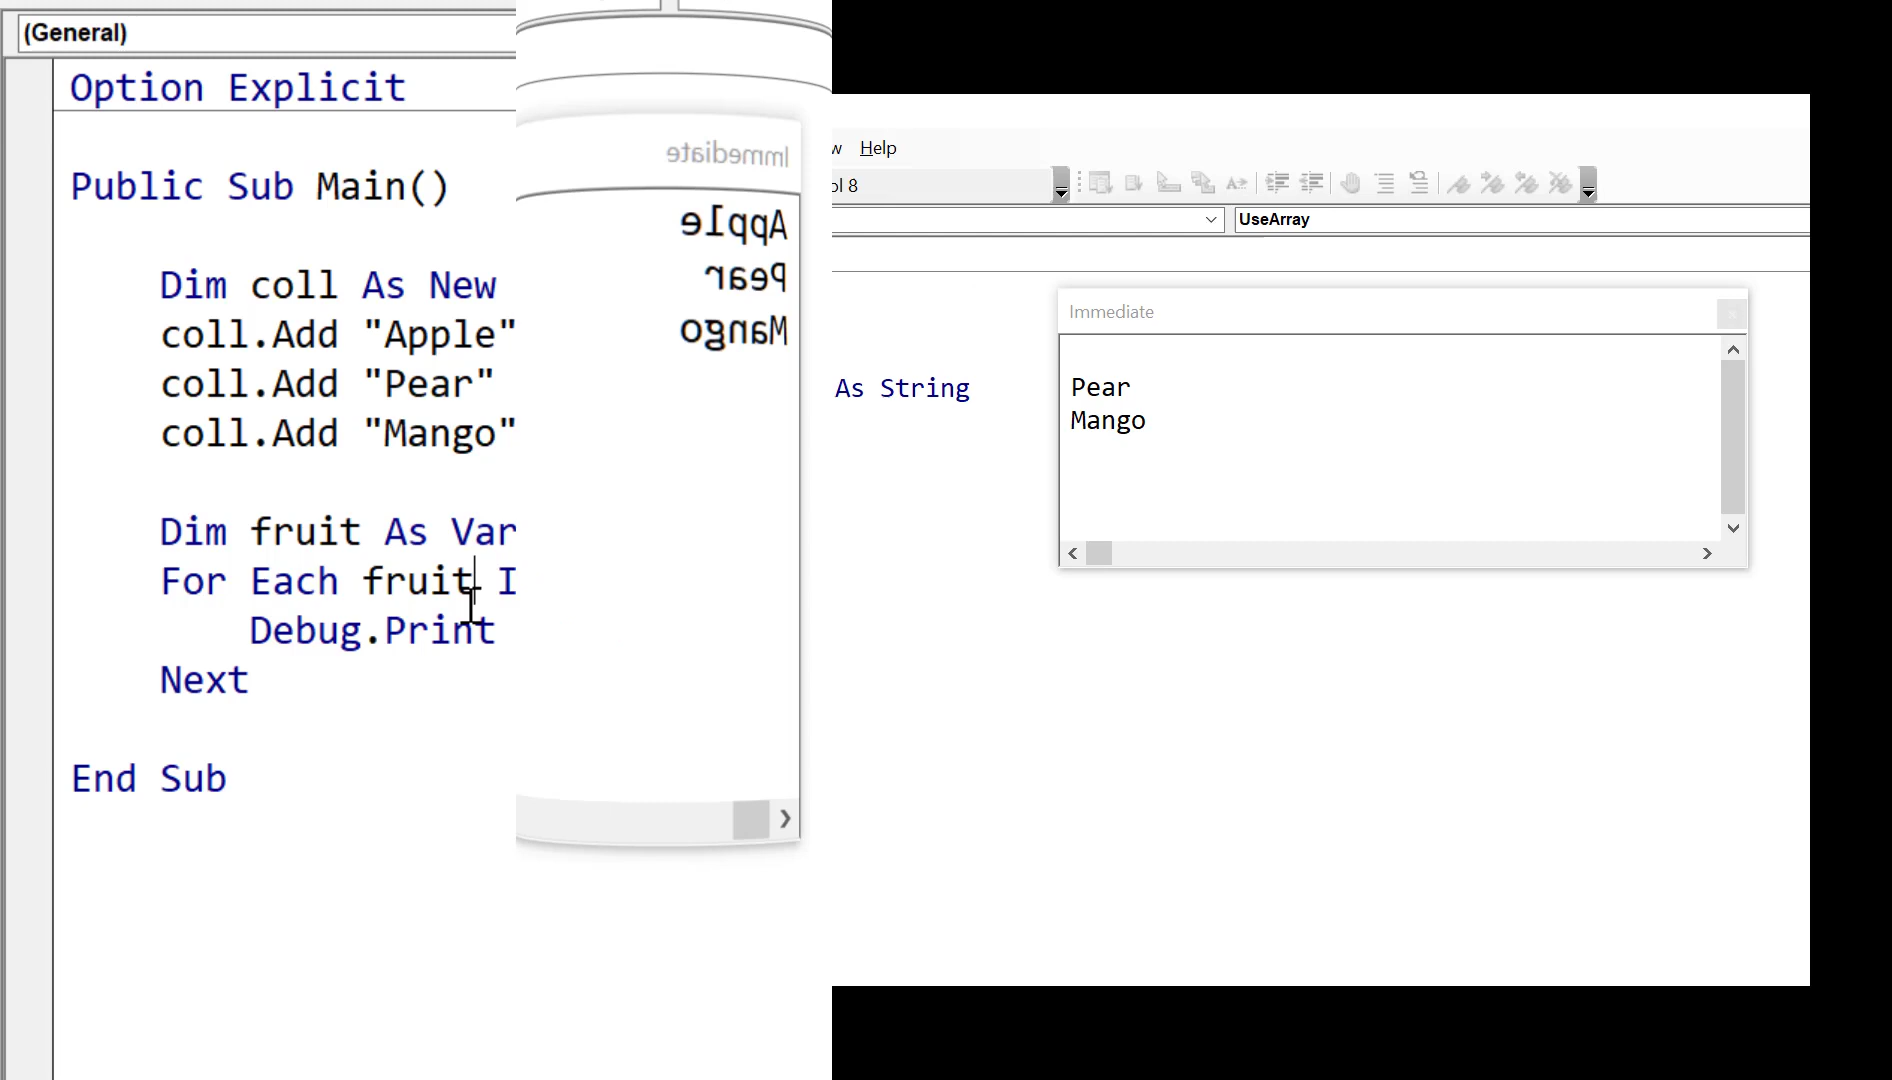 (General)
Option Explicit
Public Sub Main()
Dim coll As New
coll.Add "Apple"
coll.Add "Pear"
coll.Add "Mango"
Dim fruit As Var
For Each fruit I
Debug.Print
Next
End Sub
Immediate
Apple
Pear
Mango
w Help
ol 8
UseArray
As String
Immediate
Pear
Mango